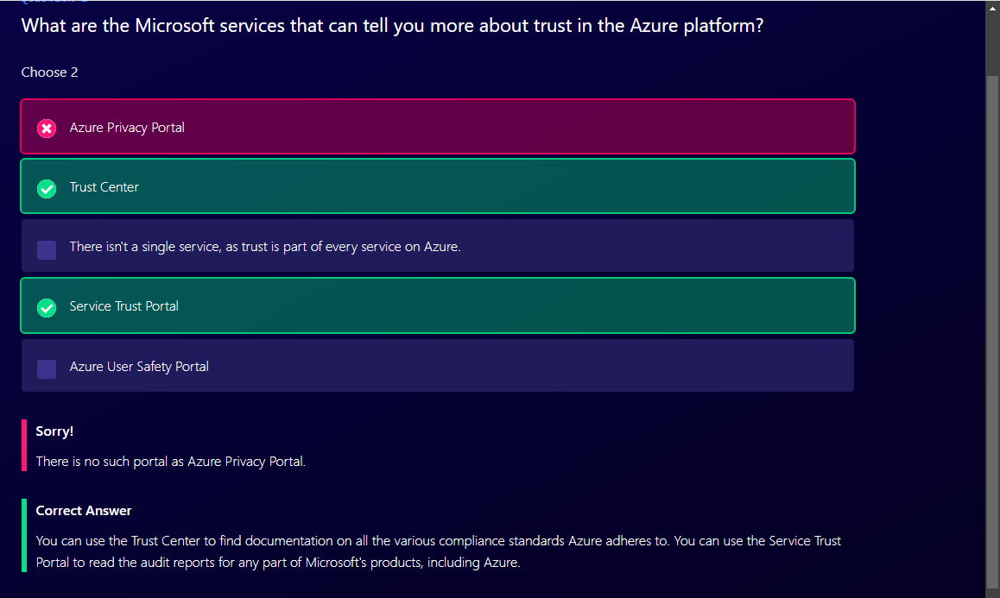 What are the Microsoft services that can tell you more about trust in the Azure platform?
Choose 2
Azure Privacy Portal
Trust Center
There isn't a single service, as trust is part of every service on Azure.
Service Trust Portal
Azure User Safety Portal
Sorry!
There is no such portal as Azure Privacy Portal.
Correct Answer
You can use the Trust Center to find documentation on all the various compliance standards Azure adheres to. You can use the Service Trust
Portal to read the audit reports for any part of Microsoft's products, including Azure.